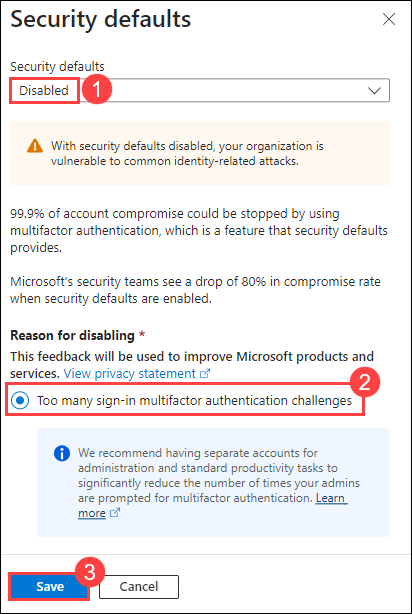 Security defaults
Security defaults
Disabled
1
With security defaults disabled, your organization is
vulnerable to common identity-related attacks.
99.9% of account compromise could be stopped by using
multifactor authentication, which is a feature that security defaults
provides.
Microsoft's security teams see a drop of 80% in compromise rate
when security defaults are enabled.
Reason for disabling *
This feedback will be used to improve Microsoft products and
services. View privacy statement
2
Too many sign-in multifactor authentication challenges
We recommend having separate accounts for
administration and standard productivity tasks to
significantly reduce the number of times your admins
are prompted for multifactor authentication. Learn
more
3
Save
Cancel